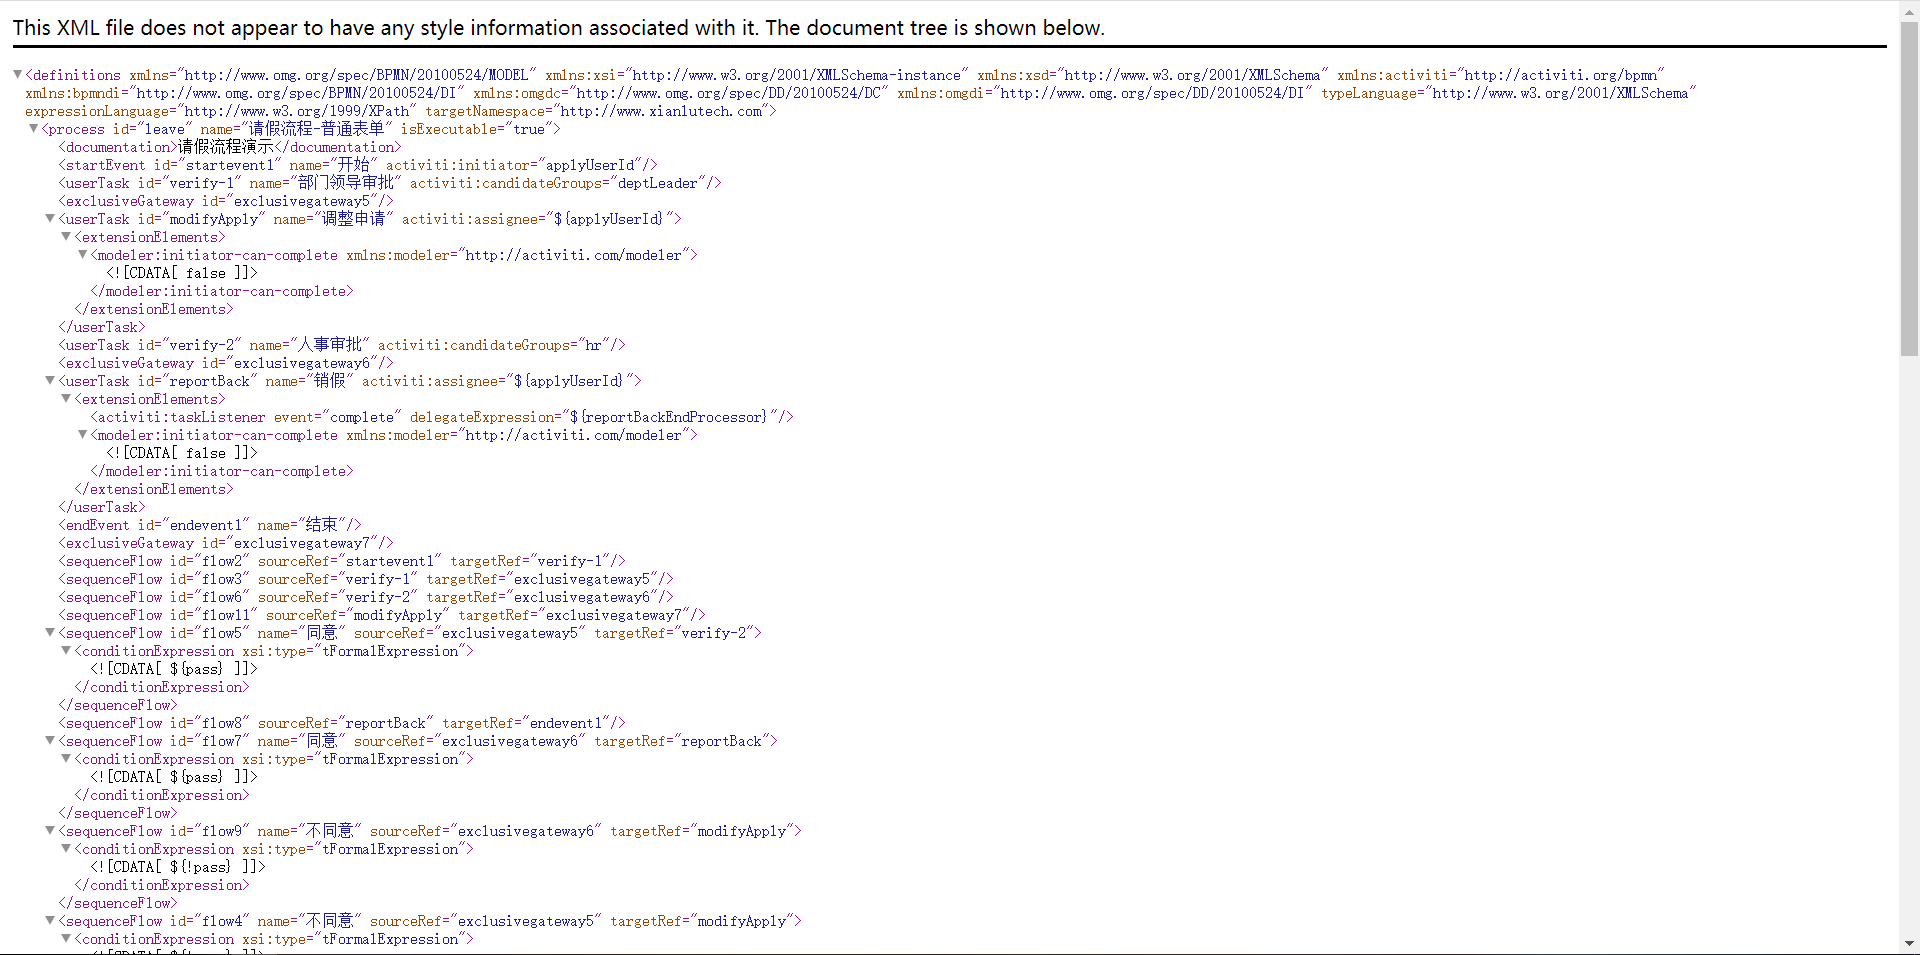 This XML file does not appear to have any style information associated with it. The document tree is shown below.
▼<definitions xmlns="http://www.omg.org/spec/BPMN/20100524/MODEL" xmlns:xsi="http://www.w3.org/2001/XMLSchema-instance" xmlns:xsd="http://www.w3.org/2001/XMLSchema" xmlns:activiti="http://activiti.org/bpmn"
xmlns:bpmndi="http://www.omg.org/spec/BPMN/20100524/DI" xmlns:omgdc="http://www.omg.org/spec/DD/20100524/DC" xmlns:omgdi="http://www.omg.org/spec/DD/20100524/DI" typeLanguage="http://www.w3.org/2001/XMLSchema"
expressionLanguage="http://www.w3.org/1999/XPath" targetNamespace="http://www.xianlutech.com">
▼<process id="leave" name="请假流程-普通表单" isExecutable="true">
<documentation>请假流程演示</documentation>
<startEvent id="startevent1" name="开始" activiti:initiator="applyUserId"/>
<userTask id="verify-1" name="部门领导审批" activiti:candidateGroups="deptLeader"/>
<exclusiveGateway id="exclusivegateway5"/>
▼<userTask id="modifyApply" name="调整申请" activiti:assignee="${applyUserId}">
▼<extensionElements>
▼<modeler:initiator-can-complete xmlns:modeler="http://activiti.com/modeler">
<![CDATA[ false ]]>
</modeler:initiator-can-complete>
</extensionElements>
</userTask>
<userTask id="verify-2" name="人事审批" activiti:candidateGroups="hr"/>
<exclusiveGateway id="exclusivegateway6"/>
▼<userTask id="reportBack" name="销假" activiti:assignee="${applyUserId}">
▼<extensionElements>
<activiti:taskListener event="complete" delegateExpression="${reportBackEndProcessor}"/>
▼<modeler:initiator-can-complete xmlns:modeler="http://activiti.com/modeler">
<![CDATA[ false ]]>
</modeler:initiator-can-complete>
</extensionElements>
</userTask>
<endEvent id="endevent1" name="结束"/>
<exclusiveGateway id="exclusivegateway7"/>
<sequenceFlow id="flow2" sourceRef="startevent1" targetRef="verify-1"/>
<sequenceFlow id="flow3" sourceRef="verify-1" targetRef="exclusivegateway5"/>
<sequenceFlow id="flow6" sourceRef="verify-2" targetRef="exclusivegateway6"/>
<sequenceFlow id="flow11" sourceRef="modifyApply" targetRef="exclusivegateway7"/>
▼<sequenceFlow id="flow5" name="同意" sourceRef="exclusivegateway5" targetRef="verify-2">
▼<conditionExpression xsi:type="tFormalExpression">
<![CDATA[ ${pass} ]]>
</conditionExpression>
</sequenceFlow>
<sequenceFlow id="flow8" sourceRef="reportBack" targetRef="endevent1"/>
▼<sequenceFlow id="flow7" name="同意" sourceRef="exclusivegateway6" targetRef="reportBack">
▼<conditionExpression xsi:type="tFormalExpression">
<![CDATA[ ${pass} ]]>
</conditionExpression>
</sequenceFlow>
▼<sequenceFlow id="flow9" name="不同意" sourceRef="exclusivegateway6" targetRef="modifyApply">
▼<conditionExpression xsi:type="tFormalExpression">
<![CDATA[ ${!pass} ]]>
</conditionExpression>
</sequenceFlow>
▼<sequenceFlow id="flow4" name="不同意" sourceRef="exclusivegateway5" targetRef="modifyApply">
▼<conditionExpression xsi:type="tFormalExpression">